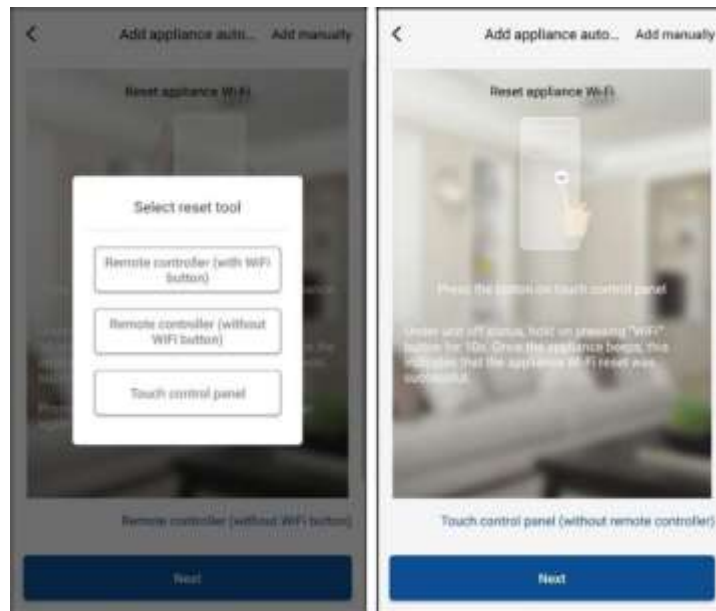 Add appliance auto... Add manually
Reset appliance Wi-Fi
Select reset tool
Remote controller (with WiFi
button)
Remote controller (without
WiFi button)
Touch control panel
Remote controller (without WiFi button)
Next
Add appliance auto... Add manually
Reset appliance Wi-Fi
Press the button on touch control panel
Under unit off status, hold on pressing "WiFi"
button for 10s. Once the appliance beeps, this
indicates that the appliance Wi-Fi reset was
successful.
Touch control panel (without remote controller)
Next